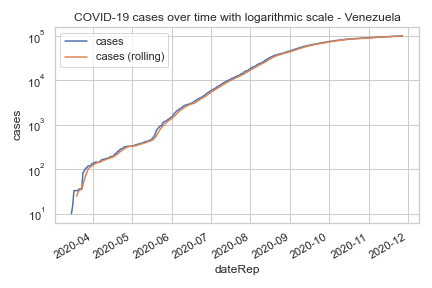 COVID-19 cases over time with logarithmic scale - Venezuela
cases
cases (rolling)
10⁵
10⁴
10³
10²
10¹
cases
2020-04
2020-05
2020-06
2020-07
2020-08
2020-09
2020-10
2020-11
2020-12
dateRep